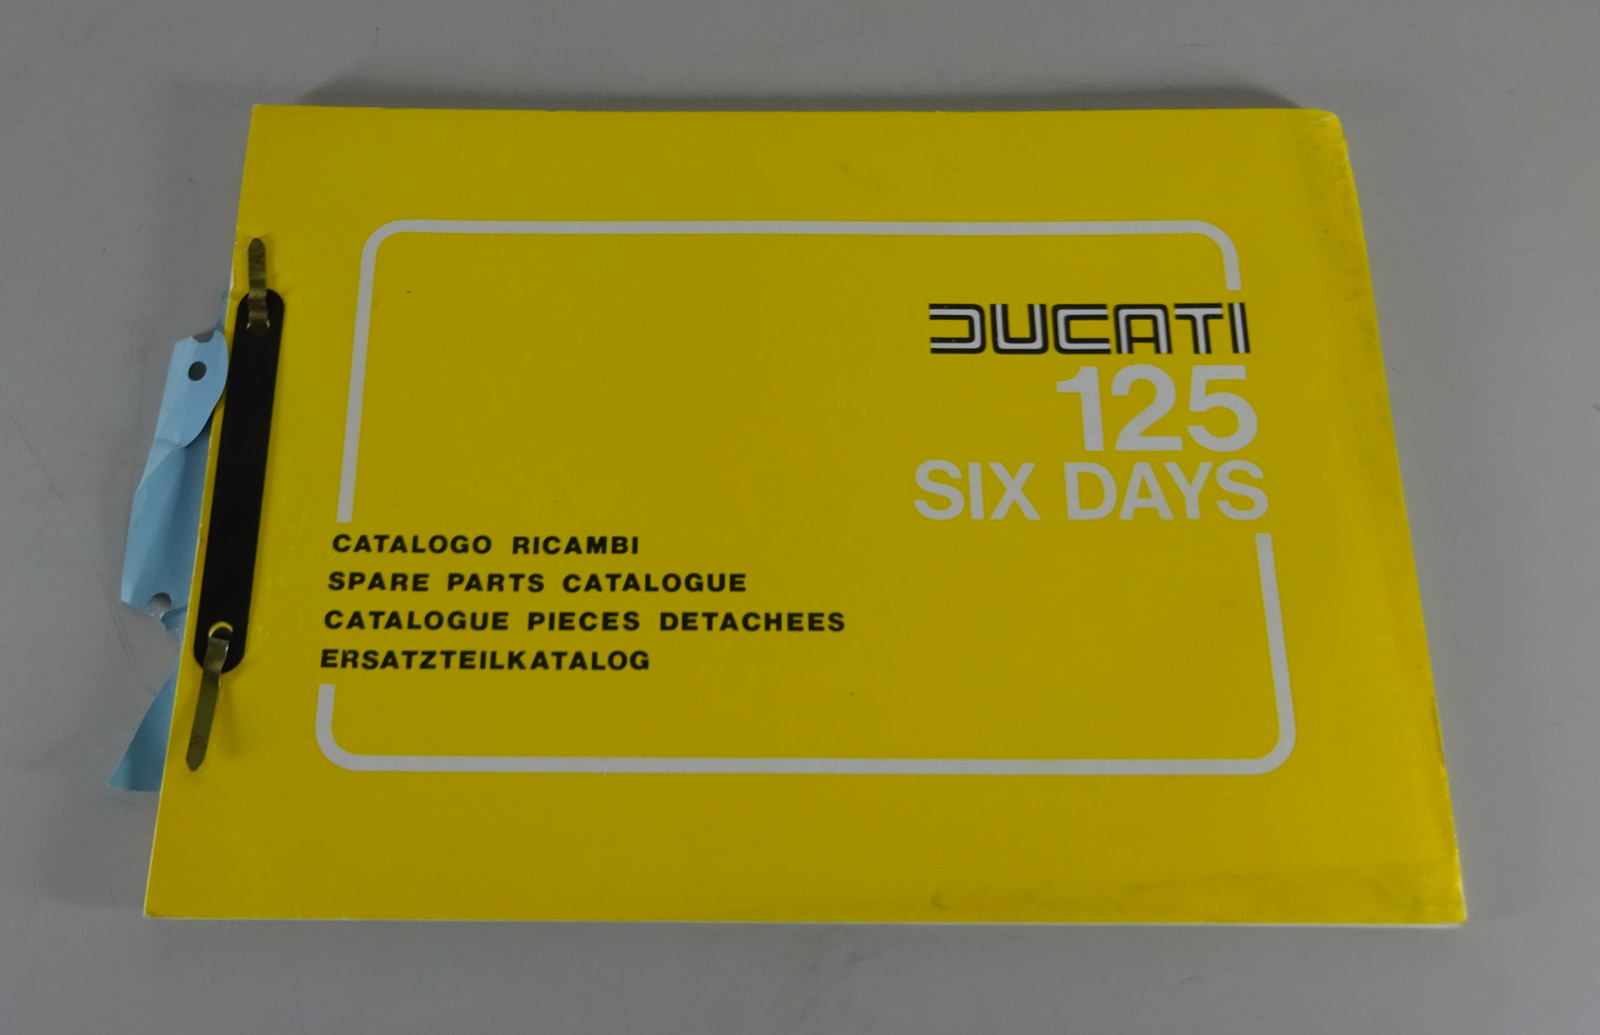 DUCATI
125
SIX DAYS
CATALOGO RICAMBI
SPARE PARTS CATALOGUE
CATALOGUE PIECES DETACHEES
ERSATZTEILKATALOG